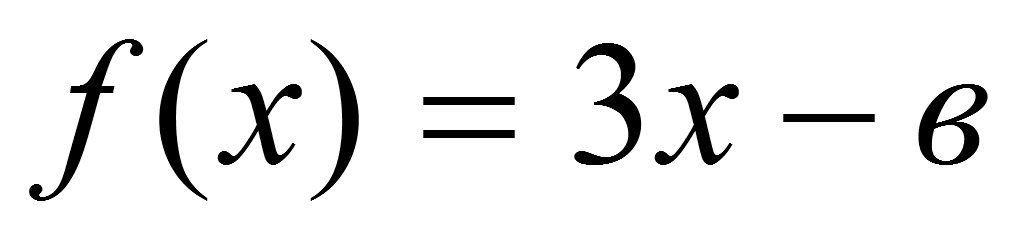 f(x) = 3x − в